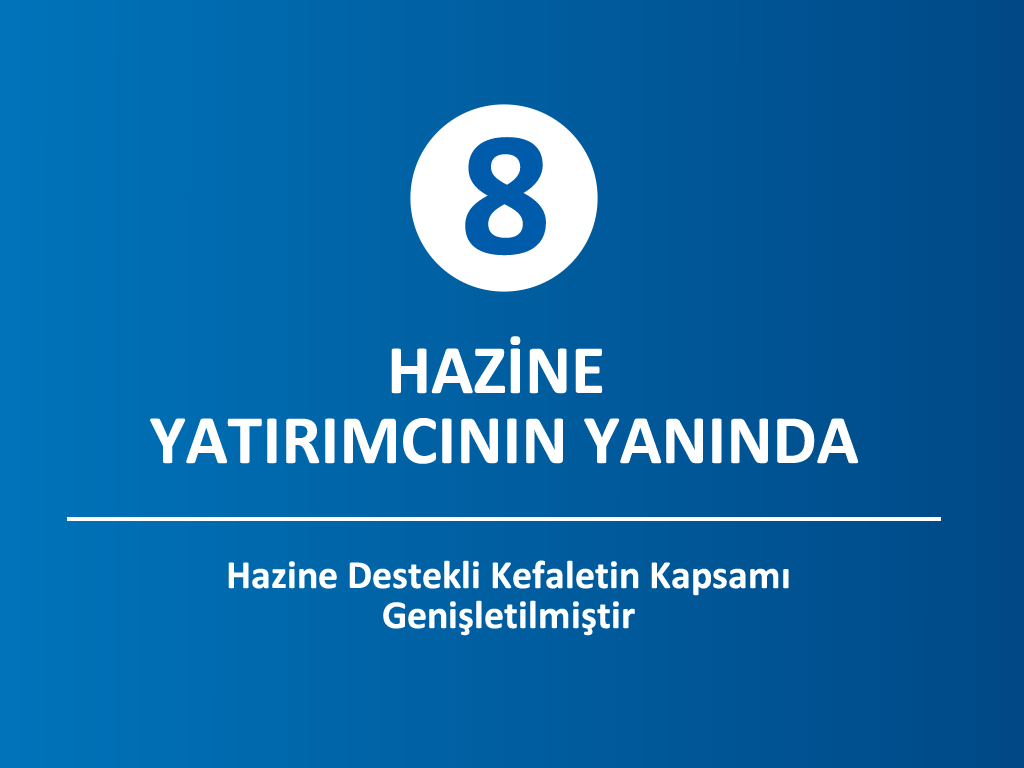 8
HAZİNE
YATIRIMCININ YANINDA
Hazine Destekli Kefaletin Kapsamı
Genişletilmiştir